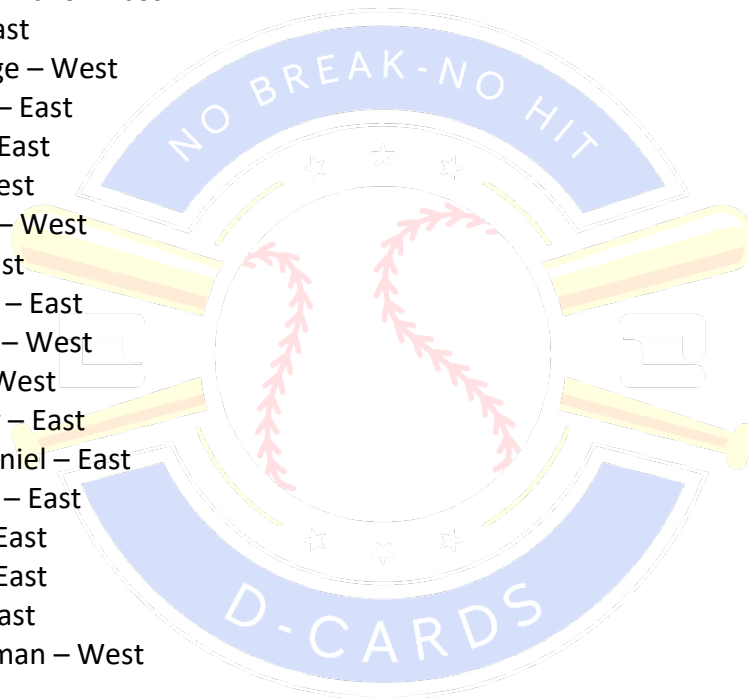 ast
ge – West
– East
East
est
– West
st
– East
– West
West
– East
niel – East
– East
East
East
ast
man – West
NO BREAK-NO HIT
D-CARDS